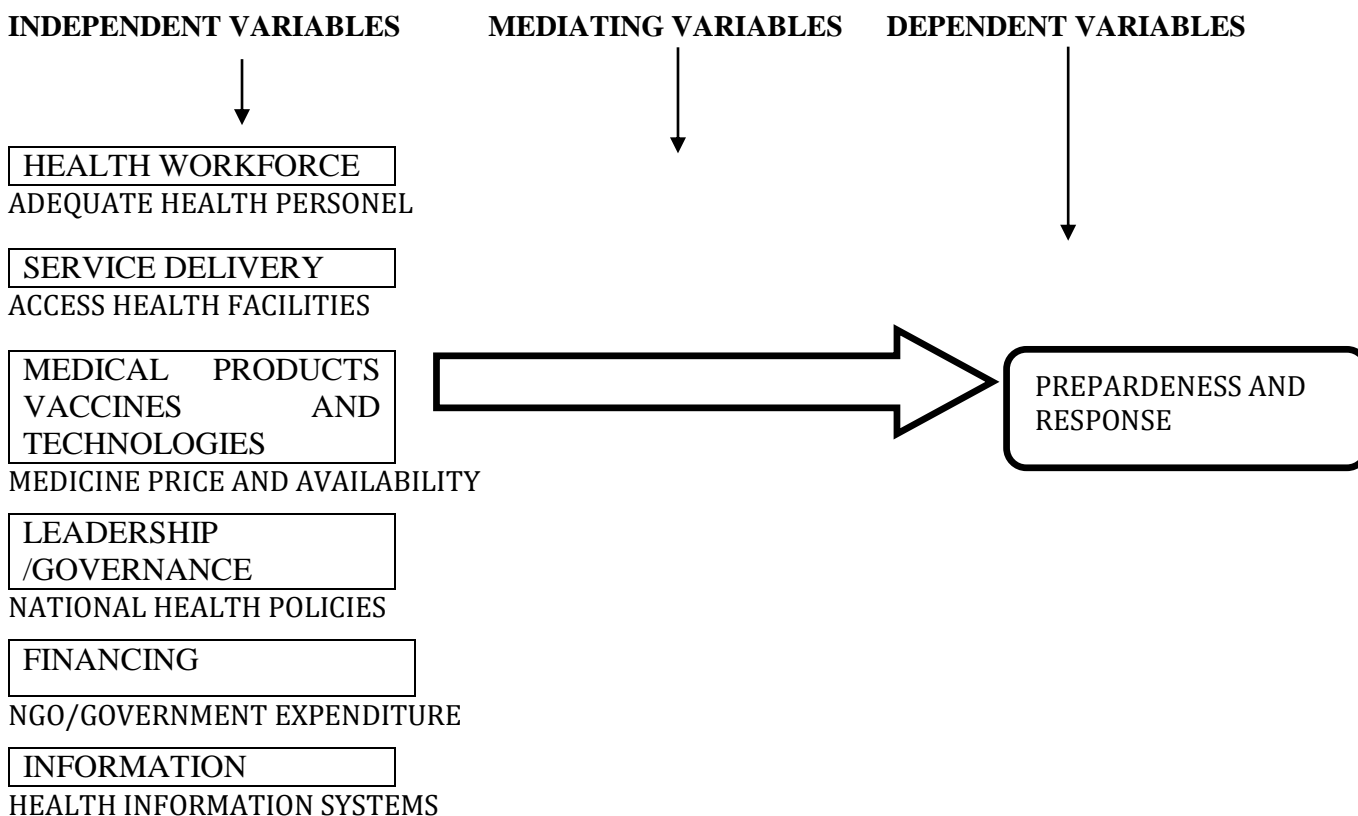 INDEPENDENT VARIABLES MEDIATING VARIABLES DEPENDENT VARIABLES
HEALTH WORKFORCE
ADEQUATE HEALTH PERSONEL
SERVICE DELIVERY
ACCESS HEALTH FACILITIES
MEDICAL PRODUCTS
VACCINES AND
TECHNOLOGIES
MEDICINE PRICE AND AVAILABILITY
PREPARDENESS AND
RESPONSE
LEADERSHIP
/GOVERNANCE
NATIONAL HEALTH POLICIES
FINANCING
NGO/GOVERNMENT EXPENDITURE
INFORMATION
HEALTH INFORMATION SYSTEMS